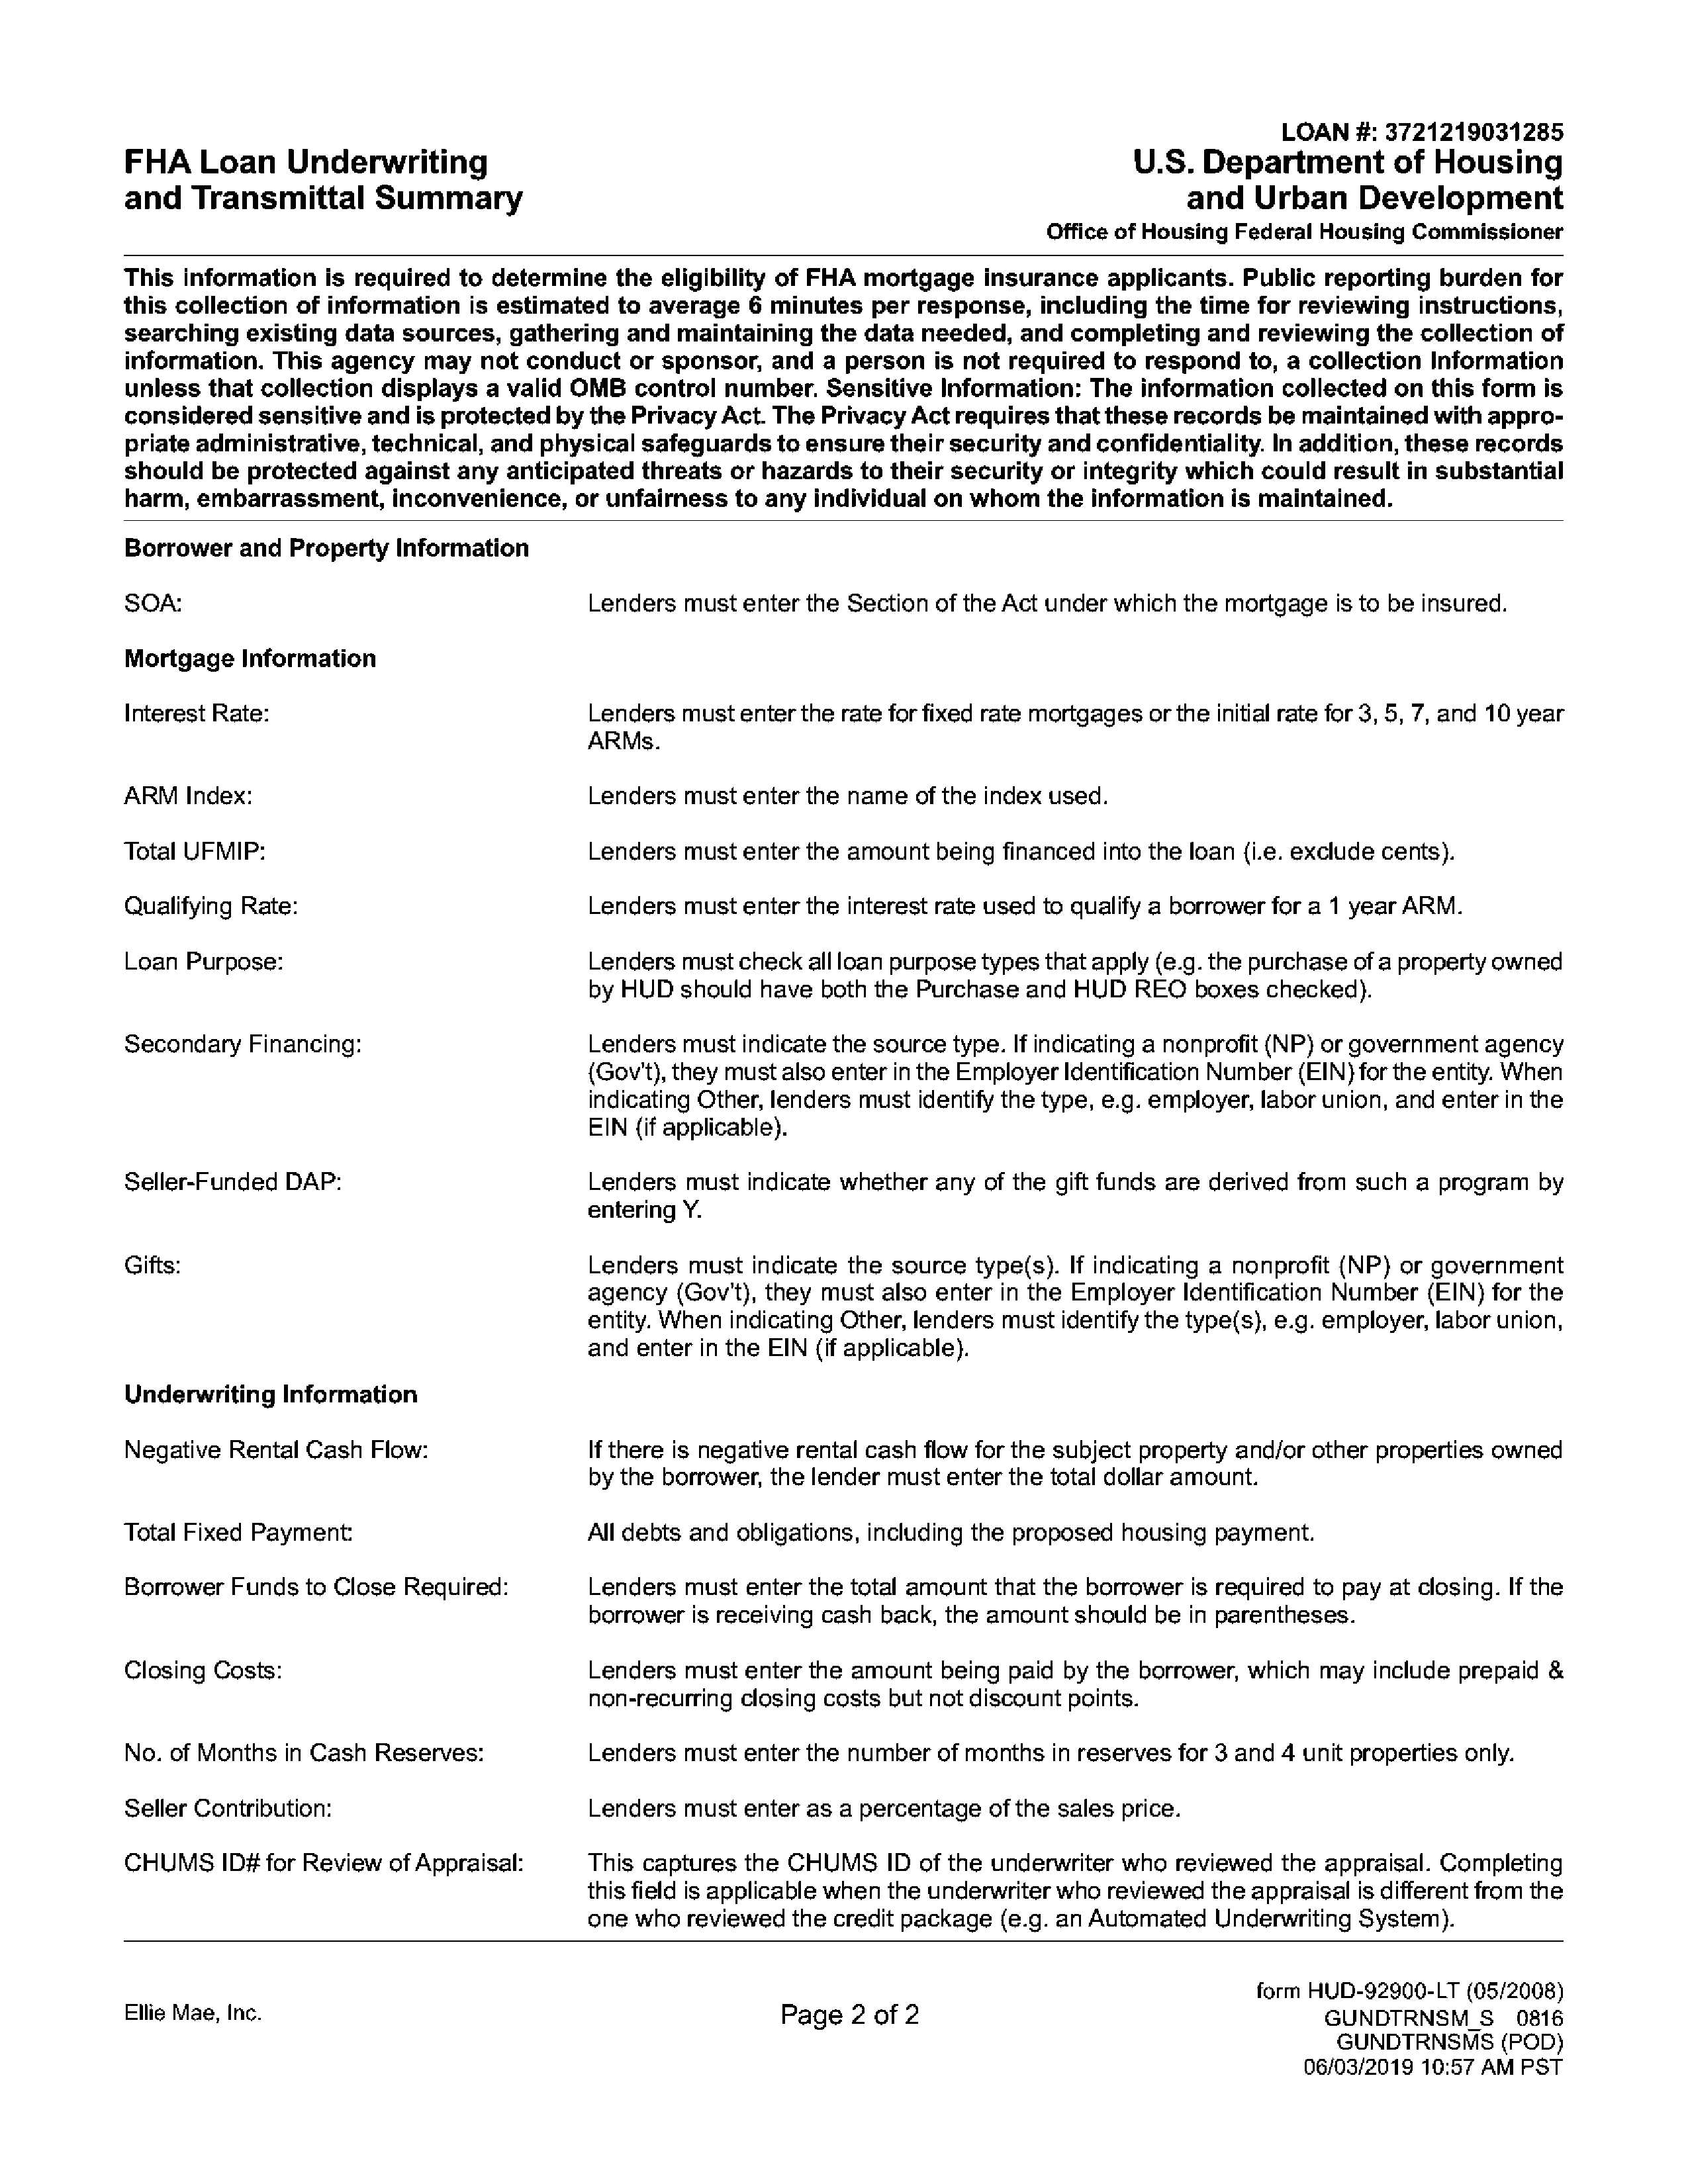 LOAN #: 3721219031285
FHA Loan Underwriting
and Transmittal Summary
U.S. Department of Housing
and Urban Development
Office of Housing Federal Housing Commissioner
This information is required to determine the eligibility of FHA mortgage insurance applicants. Public reporting burden for
this collection of information is estimated to average 6 minutes per response, including the time for reviewing instructions,
searching existing data sources, gathering and maintaining the data needed, and completing and reviewing the collection of
information. This agency may not conduct or sponsor, and a person is not required to respond to, a collection Information
unless that collection displays a valid OMB control number. Sensitive Information: The information collected on this form is
considered sensitive and is protected by the Privacy Act. The Privacy Act requires that these records be maintained with appro-
priate administrative, technical, and physical safeguards to ensure their security and confidentiality. In addition, these records
should be protected against any anticipated threats or hazards to their security or integrity which could result in substantial
harm, embarrassment, inconvenience, or unfairness to any individual on whom the information is maintained.
Borrower and Property Information
SOA: Lenders must enter the Section of the Act under which the mortgage is to be insured.
Mortgage Information
Interest Rate: Lenders must enter the rate for fixed rate mortgages or the initial rate for 3, 5, 7, and 10 year
ARMs.
ARM Index: Lenders must enter the name of the index used.
Total UFMIP: Lenders must enter the amount being financed into the loan (i.e. exclude cents).
Qualifying Rate: Lenders must enter the interest rate used to qualify a borrower for a 1 year ARM.
Loan Purpose: Lenders must check all loan purpose types that apply (e.g. the purchase of a property owned
by HUD should have both the Purchase and HUD REO boxes checked).
Secondary Financing: Lenders must indicate the source type. If indicating a nonprofit (NP) or government agency
(Gov't), they must also enter in the Employer Identification Number (EIN) for the entity. When
indicating Other, lenders must identify the type, e.g. employer, labor union, and enter in the
EIN (if applicable).
Seller-Funded DAP: Lenders must indicate whether any of the gift funds are derived from such a program by
entering Y.
Gifts: Lenders must indicate the source type(s). If indicating a nonprofit (NP) or government
agency (Gov't), they must also enter in the Employer Identification Number (EIN) for the
entity. When indicating Other, lenders must identify the type(s), e.g. employer, labor union,
and enter in the EIN (if applicable).
Underwriting Information
Negative Rental Cash Flow: If there is negative rental cash flow for the subject property and/or other properties owned
by the borrower, the lender must enter the total dollar amount.
Total Fixed Payment: All debts and obligations, including the proposed housing payment.
Borrower Funds to Close Required: Lenders must enter the total amount that the borrower is required to pay at closing. If the
borrower is receiving cash back, the amount should be in parentheses.
Closing Costs: Lenders must enter the amount being paid by the borrower, which may include prepaid &
non-recurring closing costs but not discount points.
No. of Months in Cash Reserves: Lenders must enter the number of months in reserves for 3 and 4 unit properties only.
Seller Contribution: Lenders must enter as a percentage of the sales price.
CHUMS ID# for Review of Appraisal: This captures the CHUMS ID of the underwriter who reviewed the appraisal. Completing
this field is applicable when the underwriter who reviewed the appraisal is different from the
one who reviewed the credit package (e.g. an Automated Underwriting System).
form HUD-92900-LT (05/2008)
Ellie Mae, Inc. Page 2 of 2 GUNDTRNSM_S 0816
GUNDTRNSMS (POD)
06/03/2019 10:57 AM PST